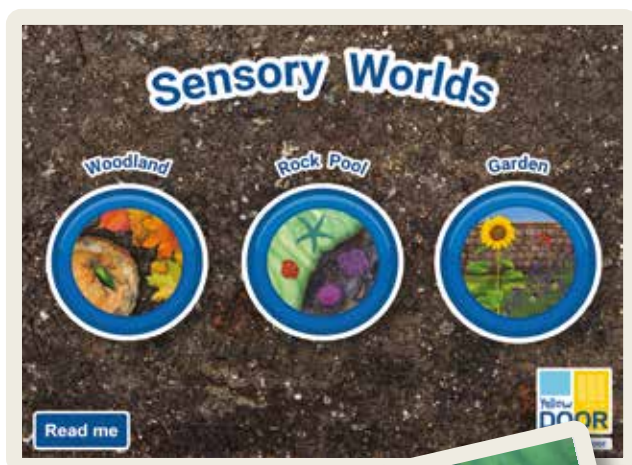 Sensory Worlds
Woodland
Rock Pool
Garden
Read me
Yellow
DOOR